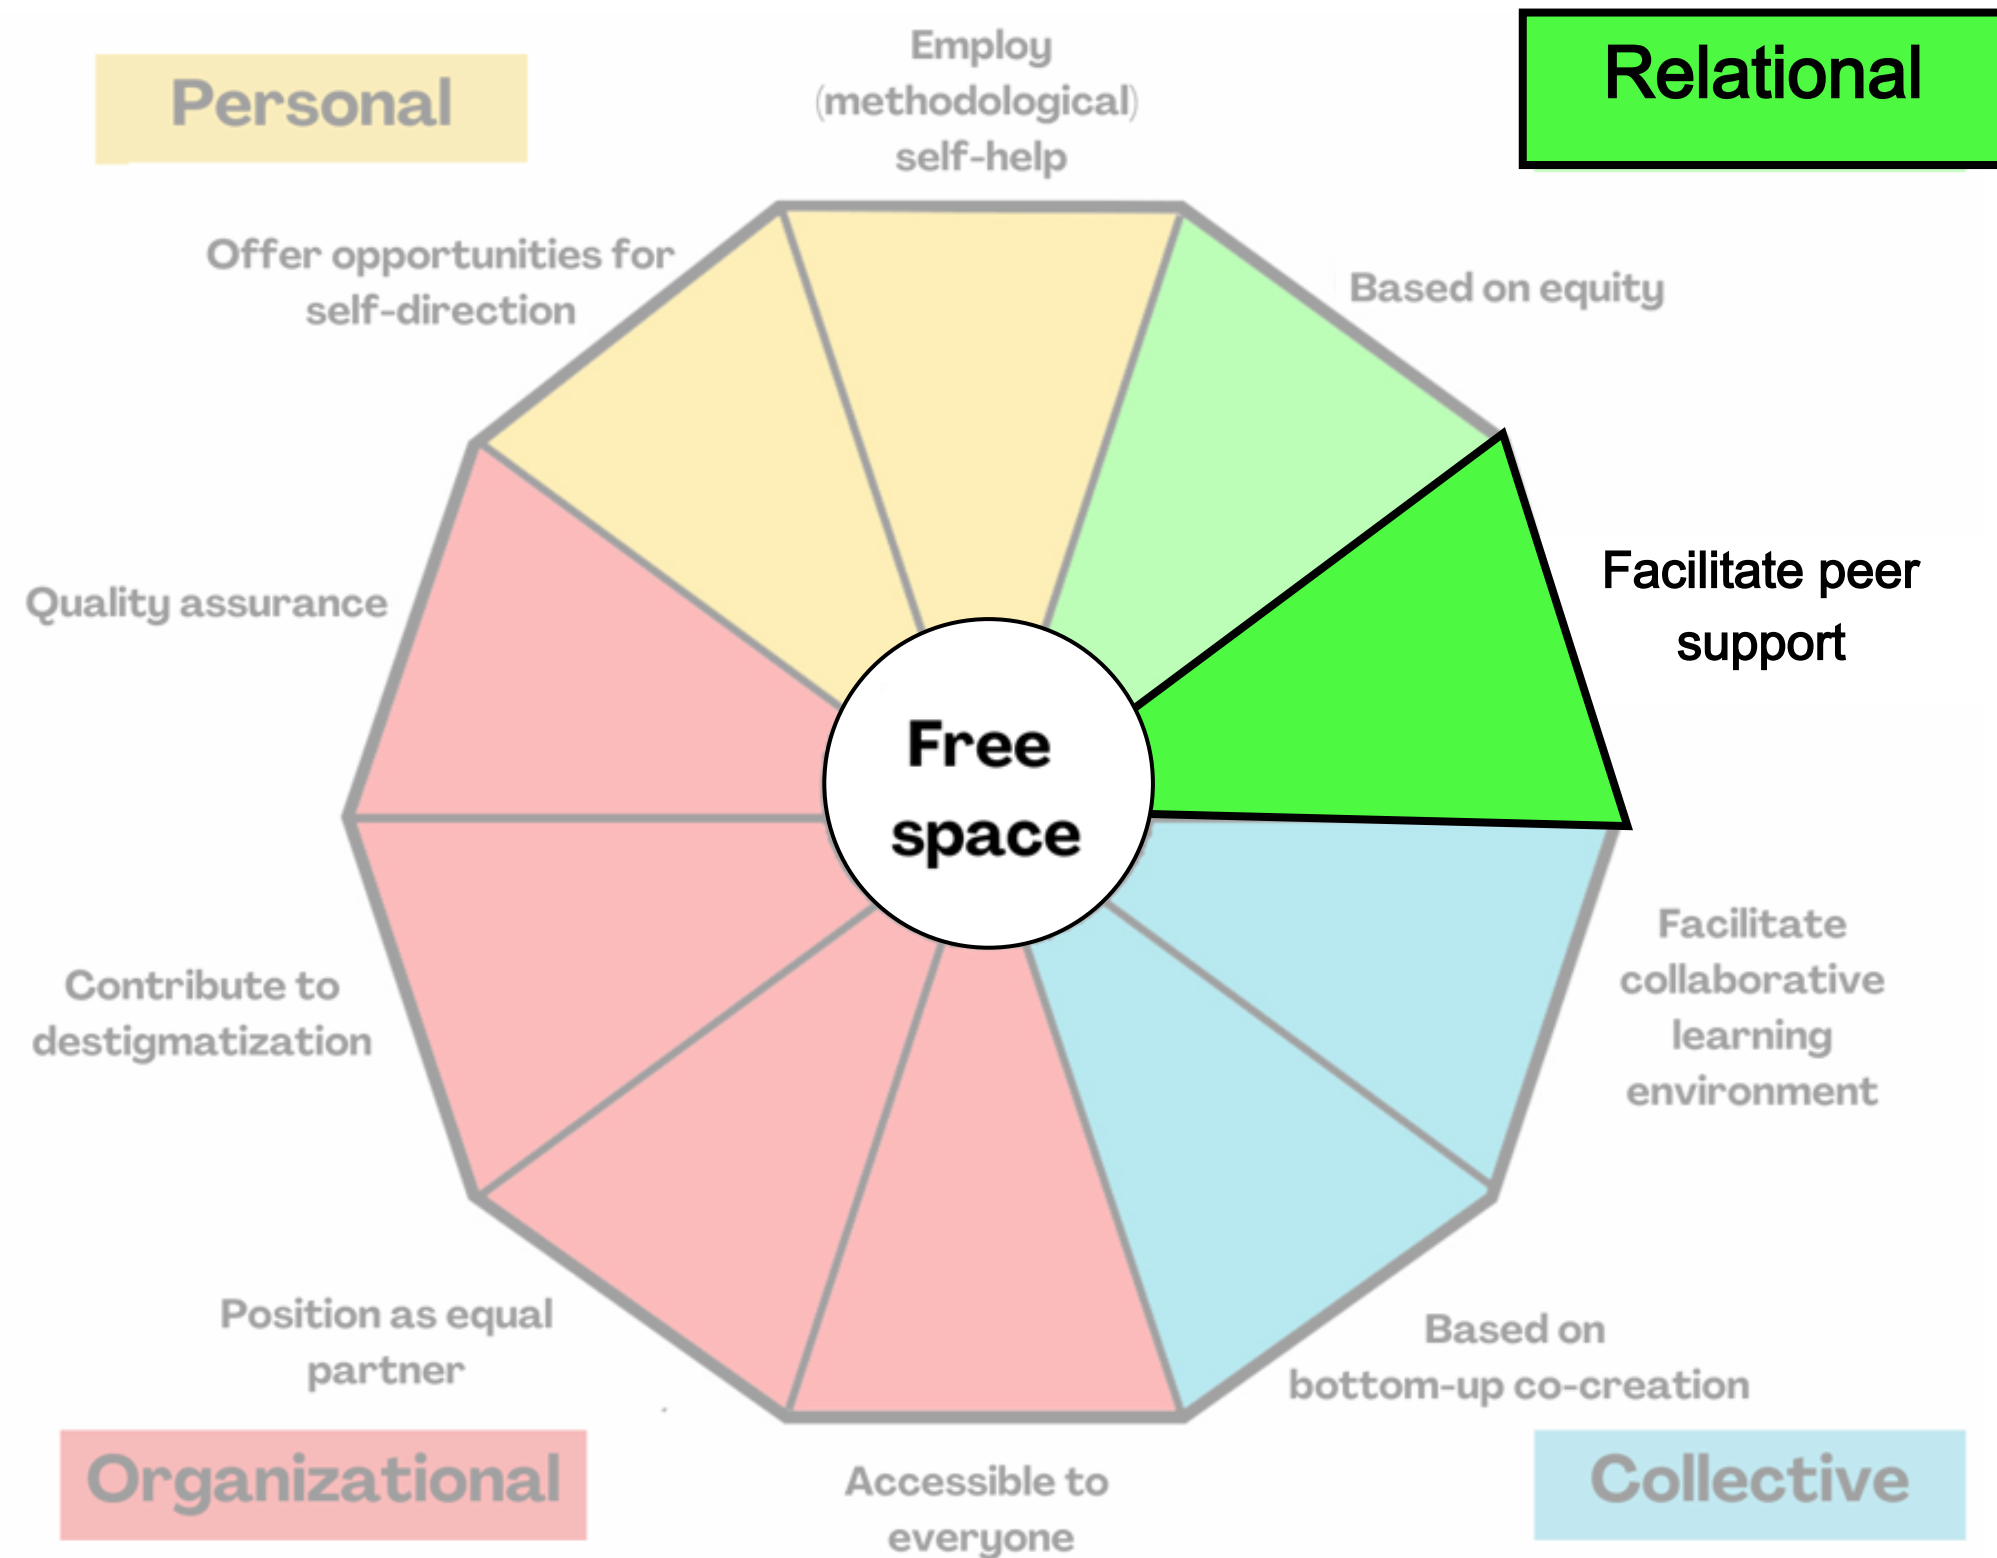 Personal
Employ
(methodological)
self-help
Relational
Offer opportunities for
self-direction
Based on equity
Quality assurance
Facilitate peer
support
Free
space
Contribute to
destigmatization
Facilitate
collaborative
learning
environment
Position as equal
partner
Based on
bottom-up co-creation
Organizational
Accessible to
everyone
Collective